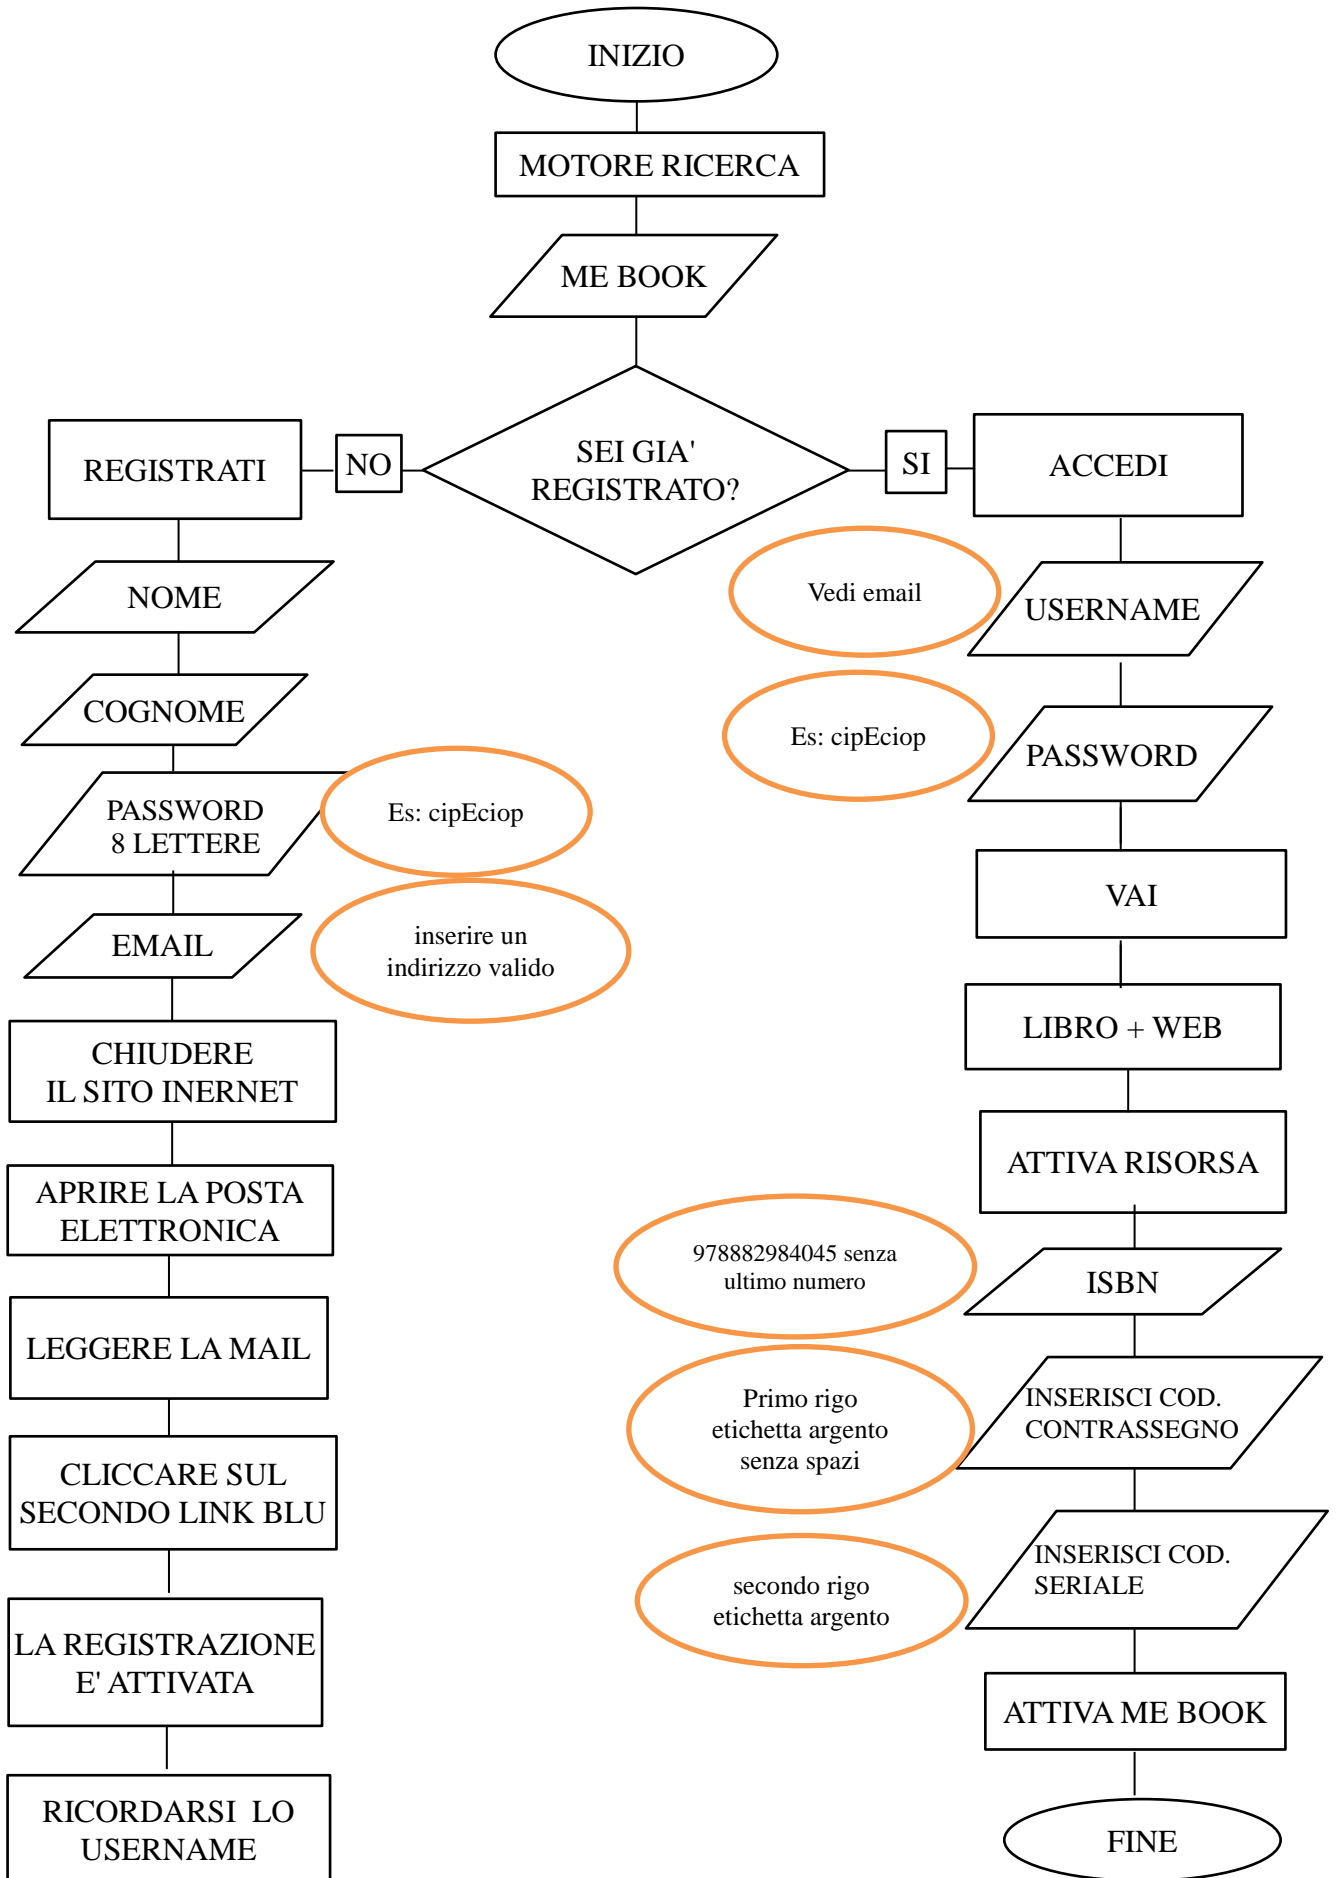 INIZIO
MOTORE RICERCA
ME BOOK
SEI GIA'
REGISTRATO?
NO
REGISTRATI
NOME
COGNOME
PASSWORD
8 LETTERE
Es: cipEciop
EMAIL
inserire un
indirizzo valido
CHIUDERE
IL SITO INERNET
APRIRE LA POSTA
ELETTRONICA
LEGGERE LA MAIL
CLICCARE SUL
SECONDO LINK BLU
LA REGISTRAZIONE
E' ATTIVATA
RICORDARSI LO
USERNAME
SI
ACCEDI
Vedi email
USERNAME
Es: cipEciop
PASSWORD
VAI
LIBRO + WEB
ATTIVA RISORSA
978882984045 senza
ultimo numero
ISBN
Primo rigo
etichetta argento
senza spazi
INSERISCI COD.
CONTRASSEGNO
secondo rigo
etichetta argento
INSERISCI COD.
SERIALE
ATTIVA ME BOOK
FINE